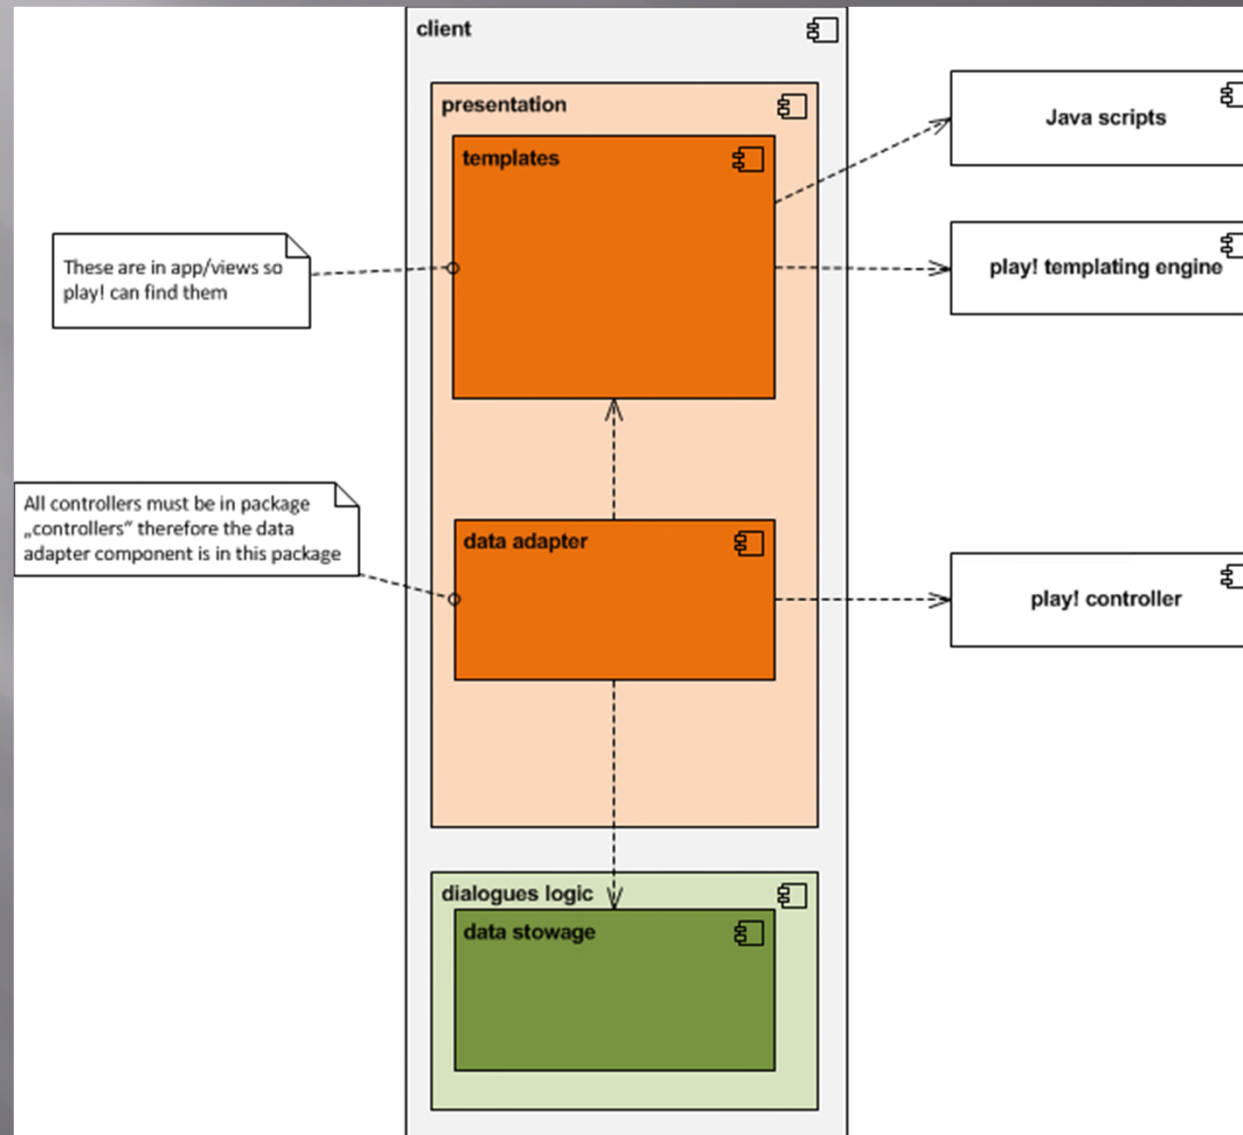 client
presentation
templates
Java scripts
play! templating engine
These are in app/views so
play! can find them
All controllers must be in package
„controllers“ therefore the data
adapter component is in this package
data adapter
play! controller
dialogues logic
data stowage